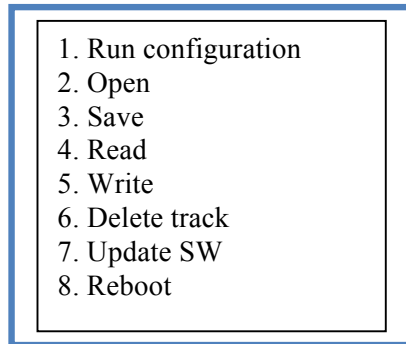 1. Run configuration
2. Open
3. Save
4. Read
5. Write
6. Delete track
7. Update SW
8. Reboot